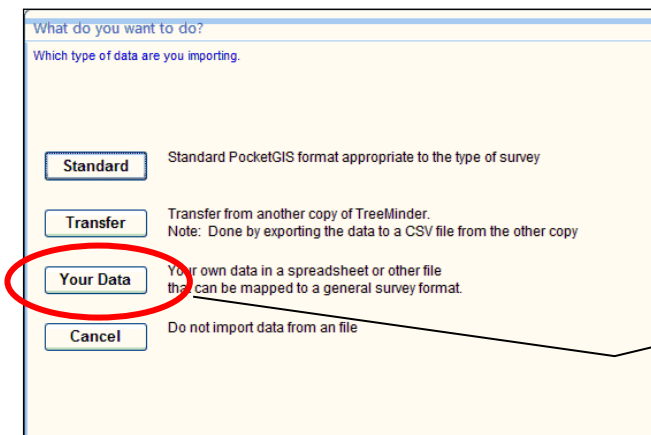 What do you want to do?
Which type of data are you importing.
Standard
Standard PocketGIS format appropriate to the type of survey
Transfer
Transfer from another copy of TreeMinder.
Note: Done by exporting the data to a CSV file from the other copy
Your Data
Your own data in a spreadsheet or other file
that can be mapped to a general survey format.
Cancel
Do not import data from an file